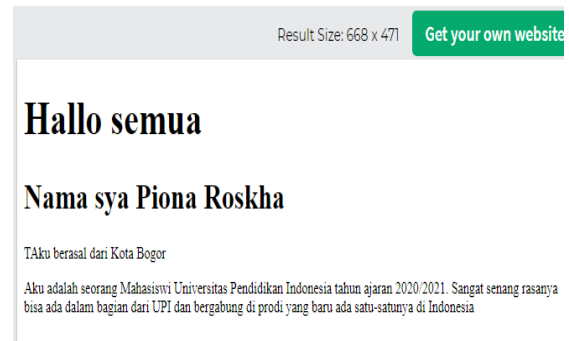 Result Size: 668 x 471
Get your own website
Hallo semua
Nama sya Piona Roskha
TAku berasal dari Kota Bogor
Aku adalah seorang Mahasiswi Universitas Pendidikan Indonesia tahun ajaran 2020/2021. Sangat senang rasanya
bisa ada dalam bagian dari UPI dan bergabung di prodi yang baru ada satu-satunya di Indonesia